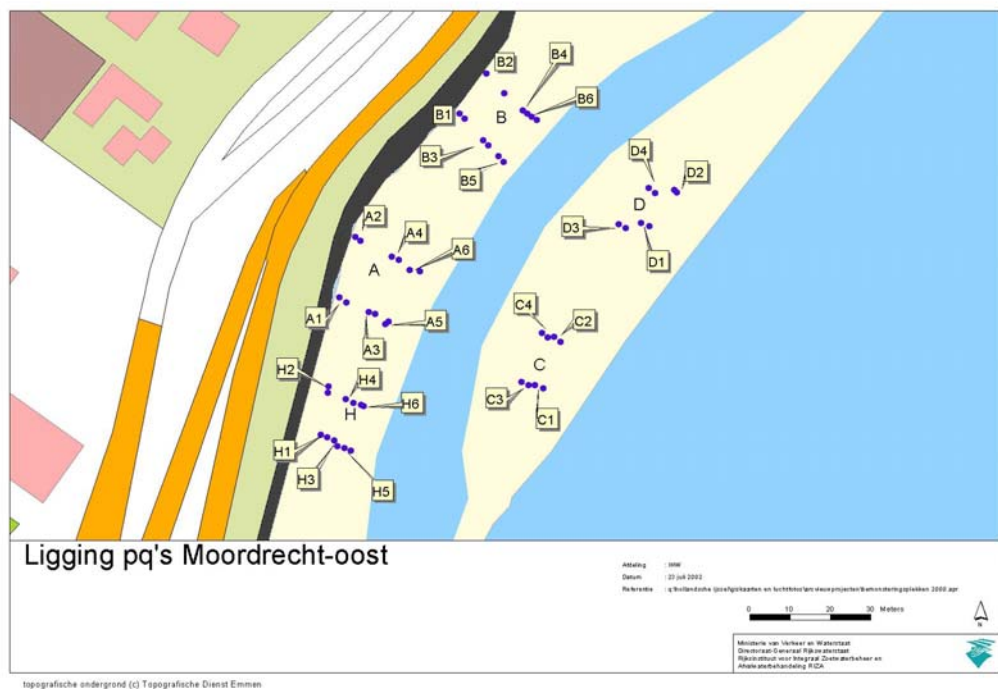 B2
B4
B1
B
B6
B3
B5
D4
D2
D
D3
D1
A2
A4
A6
A
A1
A5
A3
C4
C2
C
C3
C1
H2
H4
H6
H
H1
H3
H5
Ligging pq's Moordrecht-oost
Afdeling :
Datum : 23 juli 2002
Referentie :
0 10 20 30 Meters
N
Ministerie van Verkeer en Waterstaat
Directoraat-Generaal Rijkswaterstaat
Rijksinstituut voor Integraal Zoetwaterbeheer en
Afvalwaterbehandeling RIZA
topografische ondergrond (c) Topografische Dienst Emmen